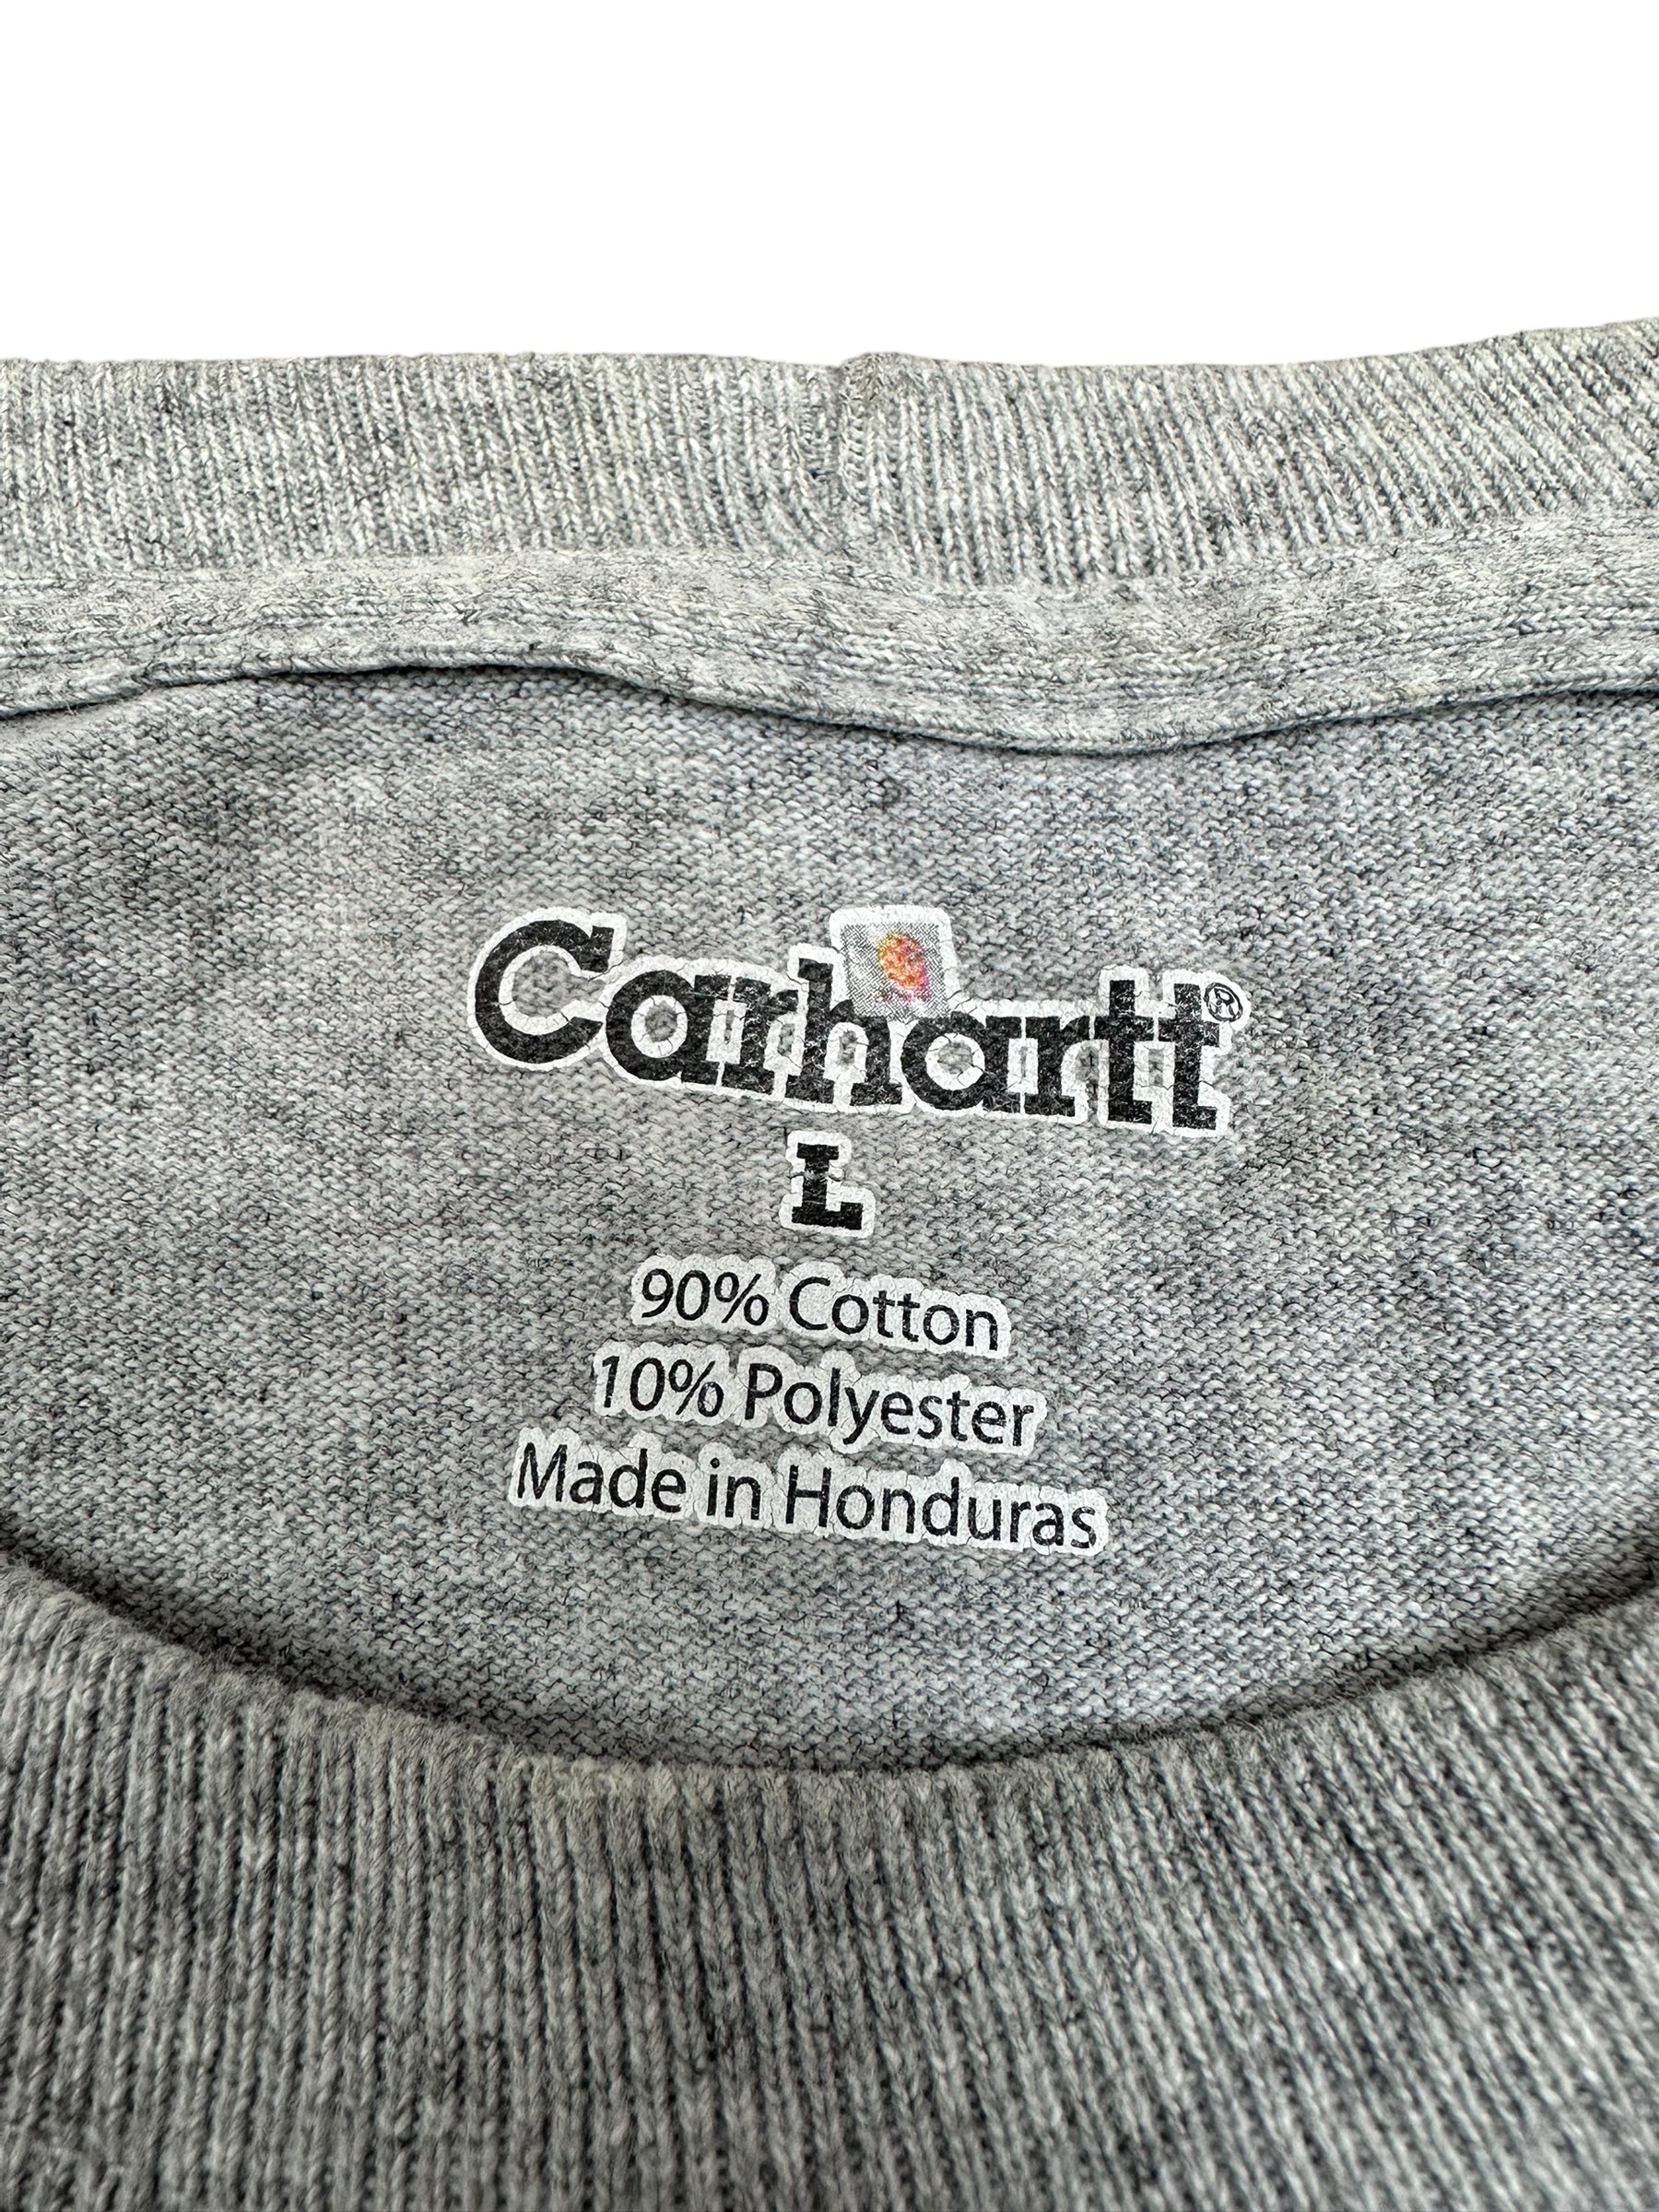 Carhartt®
L
90% Cotton
10% Polyester
Made in Honduras